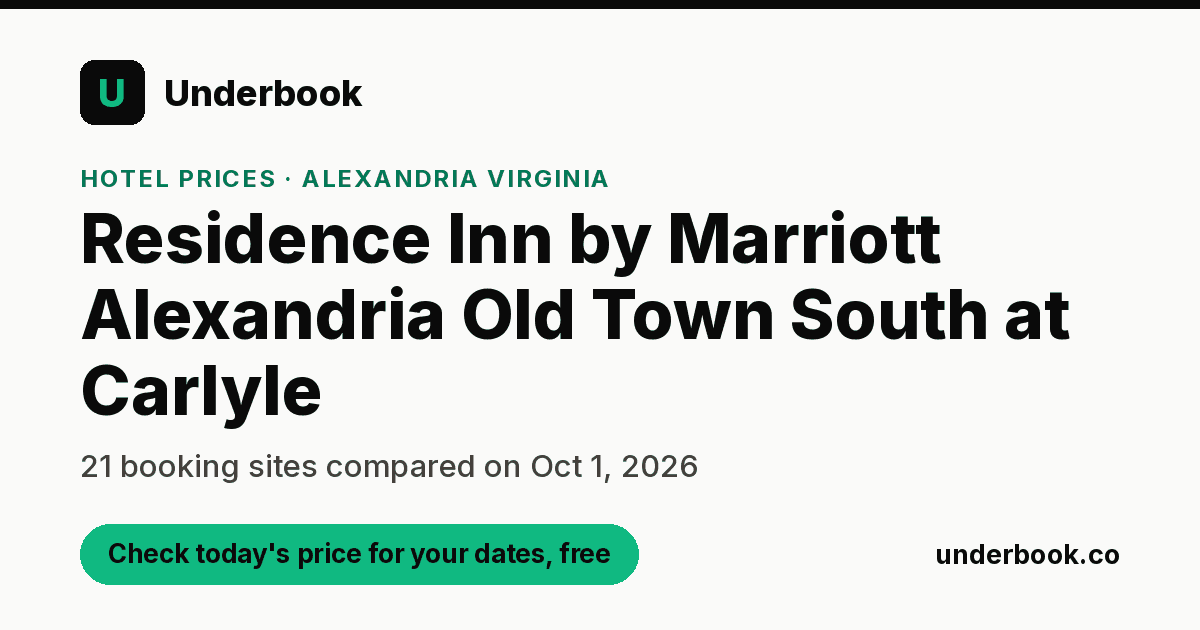 U Underbook
HOTEL PRICES · ALEXANDRIA VIRGINIA
Residence Inn by Marriott
Alexandria Old Town South at
Carlyle
21 booking sites compared on Oct 1, 2026
Check today's price for your dates, free
underbook.co